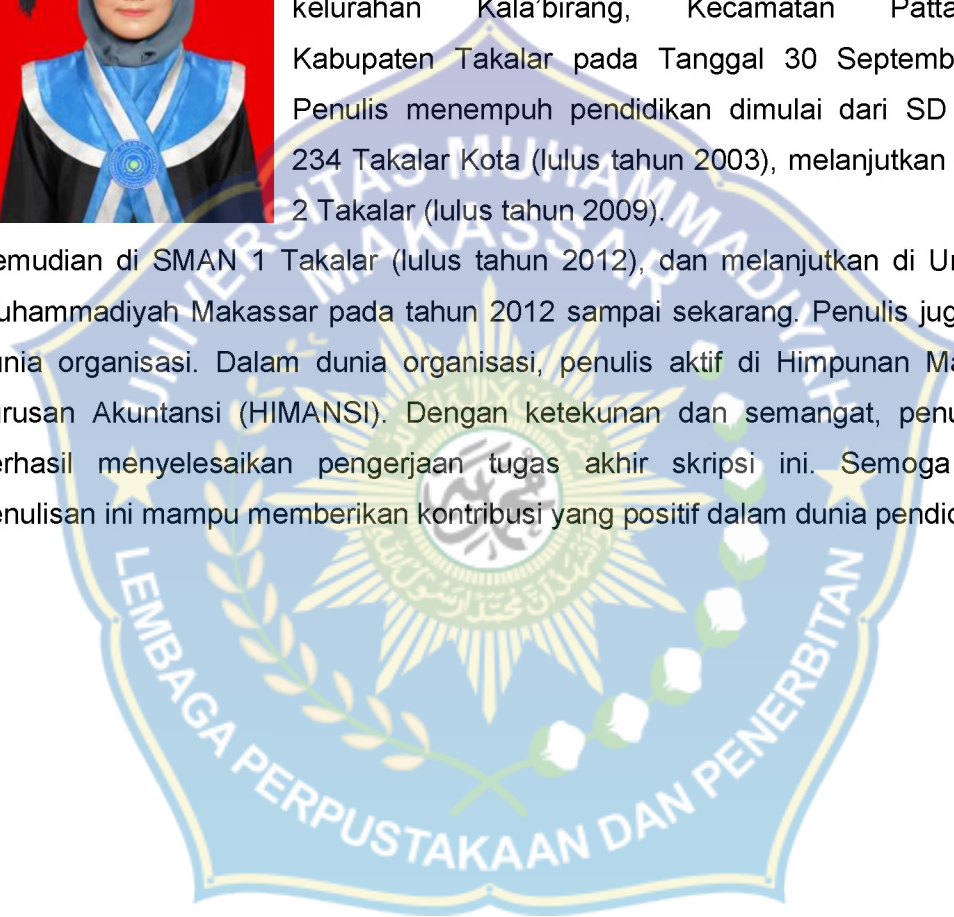 kelurahan Kala'birang, Kecamatan Patta
Kabupaten Takalar pada Tanggal 30 Septemb
Penulis menempuh pendidikan dimulai dari SD
234 Takalar Kota (lulus tahun 2003), melanjutkan
2 Takalar (lulus tahun 2009).
emudian di SMAN 1 Takalar (lulus tahun 2012), dan melanjutkan di Un
uhammadiyah Makassar pada tahun 2012 sampai sekarang. Penulis jug
unia organisasi. Dalam dunia organisasi, penulis aktif di Himpunan Ma
urusan Akuntansi (HIMANSI). Dengan ketekunan dan semangat, penu
erhasil menyelesaikan pengerjaan tugas akhir skripsi ini. Semoga
enulisan ini mampu memberikan kontribusi yang positif dalam dunia pendid
UNIVERSITAS MUHAMMADIYAH
MAKASSAR
LEMBAGA PERPUSTAKAAN DAN PENERBITAN